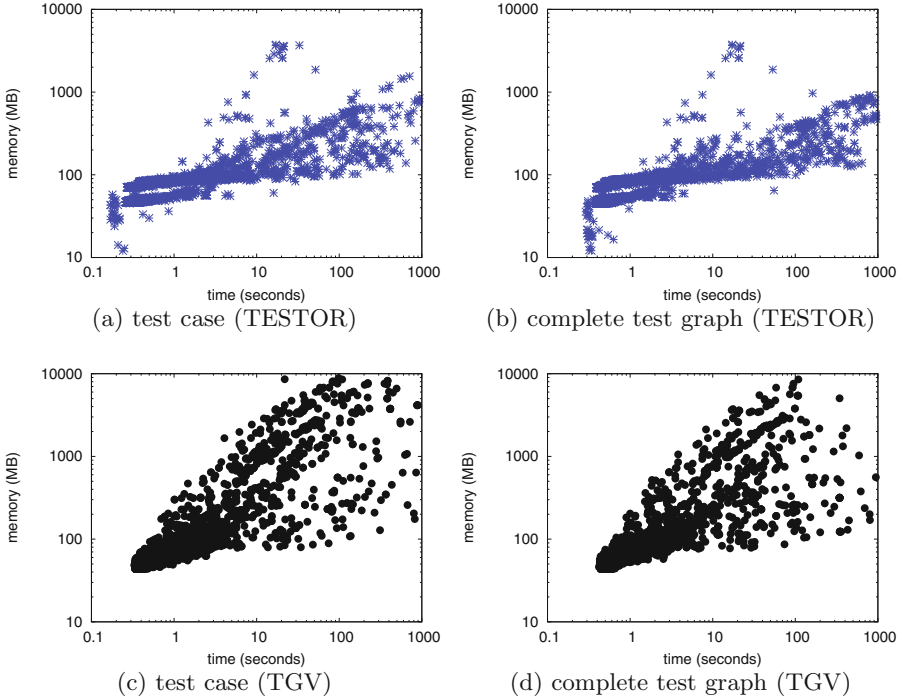 10000
1000
100
10
memory (MB)
0.1 1 10 100 1000
time (seconds)
(a) test case (TESTOR)
10000
1000
100
10
memory (MB)
0.1 1 10 100 1000
time (seconds)
(b) complete test graph (TESTOR)
10000
1000
100
10
memory (MB)
0.1 1 10 100 1000
time (seconds)
(c) test case (TGV)
10000
1000
100
10
memory (MB)
0.1 1 10 100 1000
time (seconds)
(d) complete test graph (TGV)